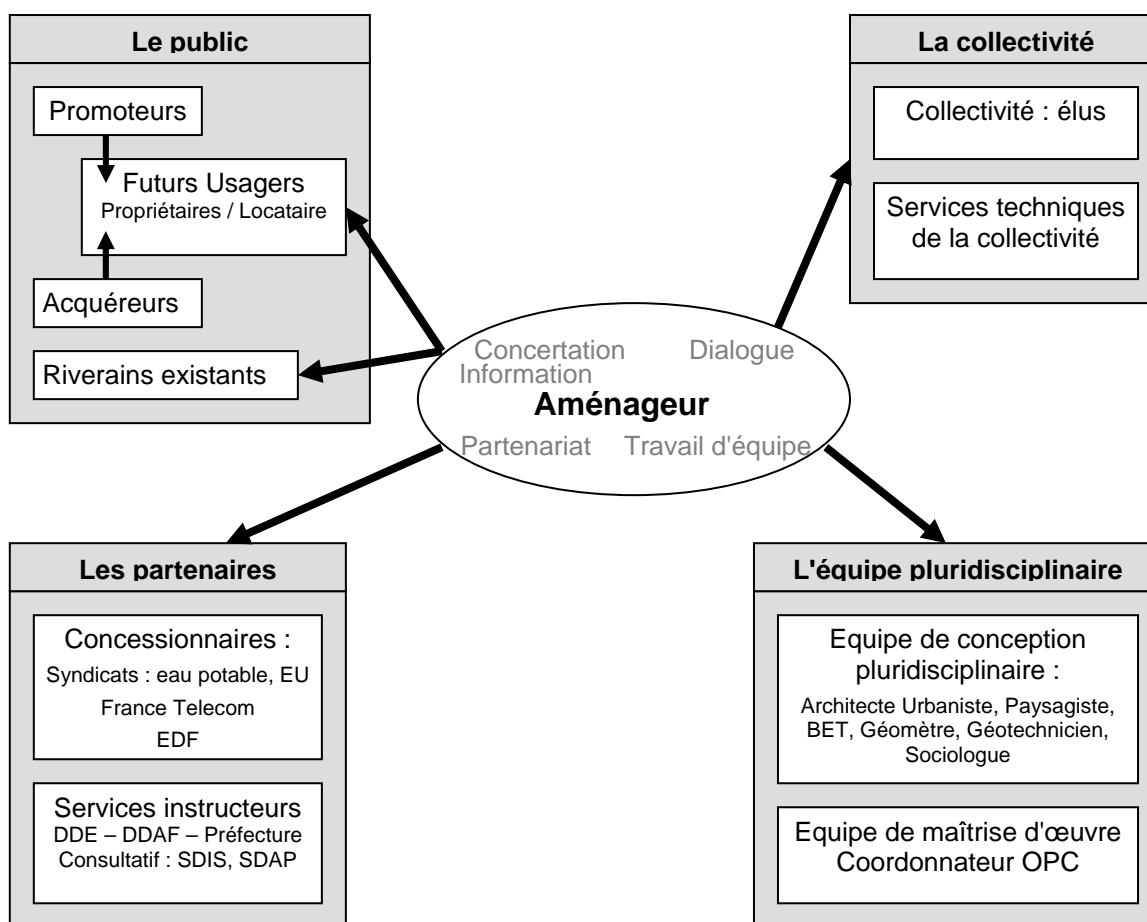 Le public
Promoteurs
Futurs Usagers
Propriétaires / Locataire
Acquéreurs
Riverains existants
La collectivité
Collectivité : élus
Services techniques
de la collectivité
Concertation
Dialogue
Information
Aménageur
Partenariat
Travail d'équipe
Les partenaires
Concessionnaires :
Syndicats : eau potable, EU
France Telecom
EDF
Services instructeurs
DDE – DDAF – Préfecture
Consultatif : SDIS, SDAP
L'équipe pluridisciplinaire
Equipe de conception
pluridisciplinaire :
Architecte Urbaniste, Paysagiste,
BET, Géomètre, Géotechnicien,
Sociologue
Equipe de maîtrise d'œuvre
Coordonnateur OPC